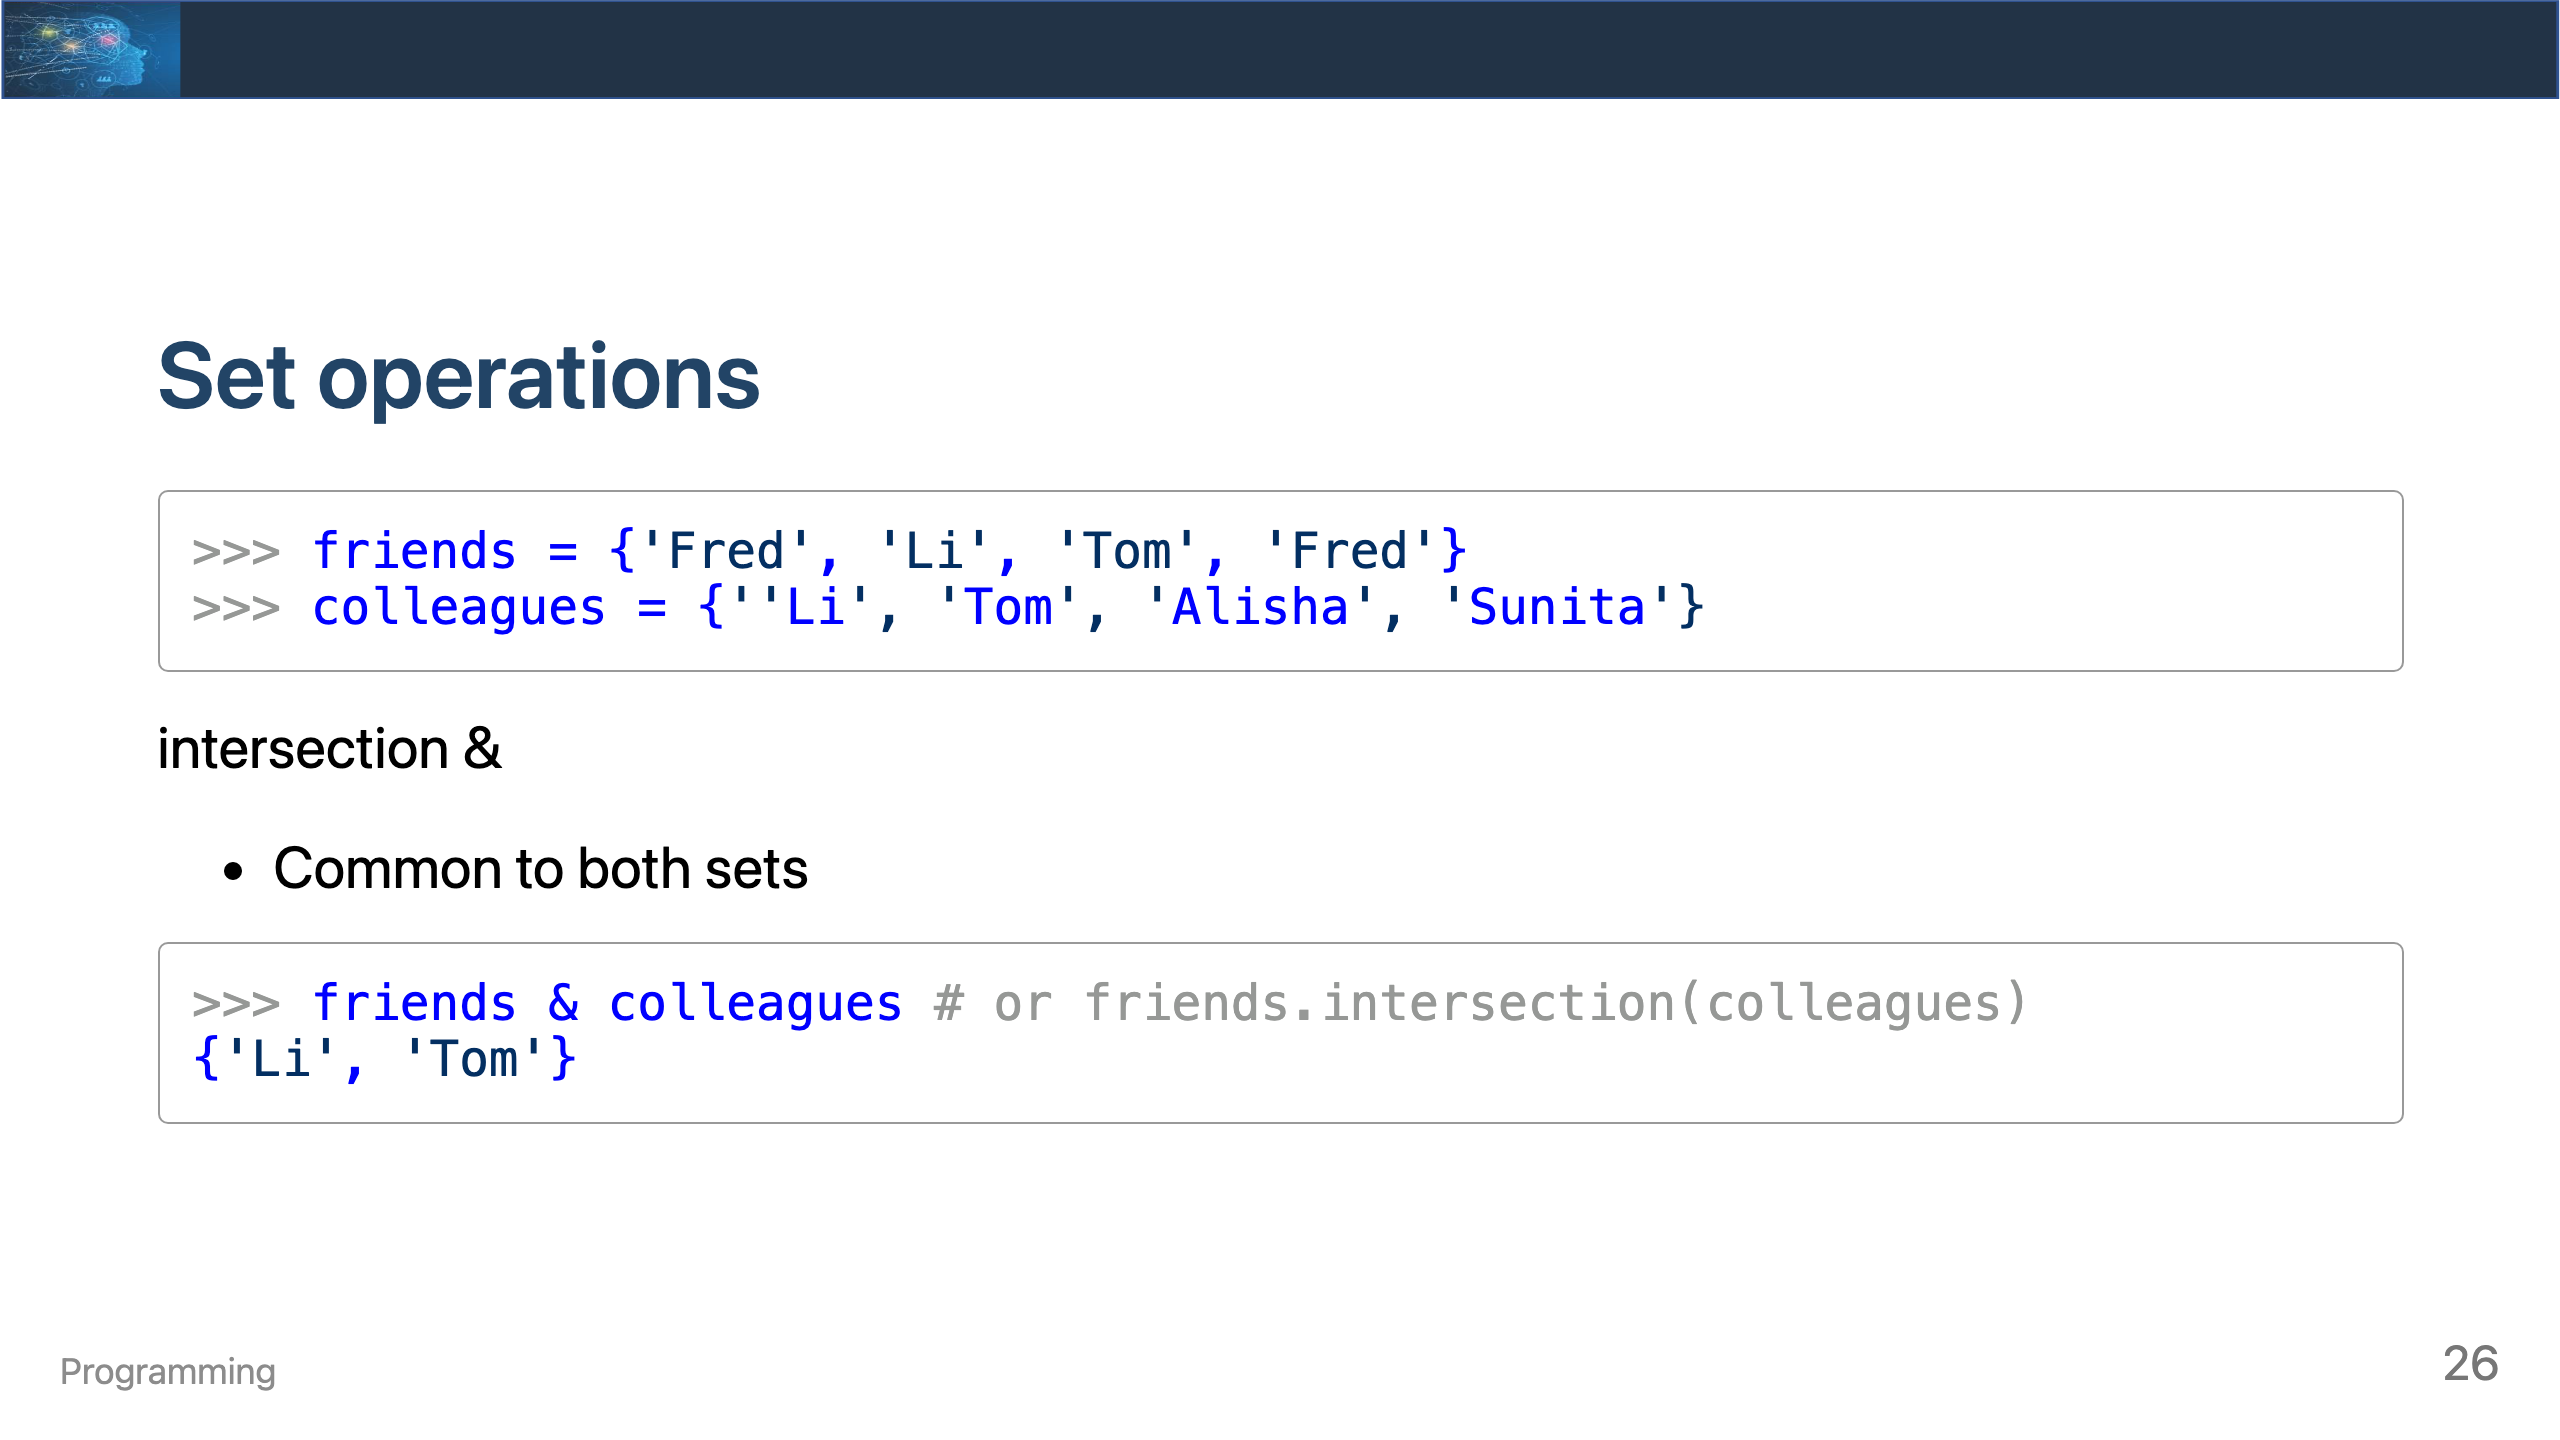 Set operations
>>> friends = {'Fred', 'Li', 'Tom', 'Fred'}
>>> colleagues = {''Li', 'Tom', 'Alisha', 'Sunita'}
intersection &
• Common to both sets
>>> friends & colleagues # or friends.intersection(colleagues)
{'Li', 'Tom'}
Programming
26